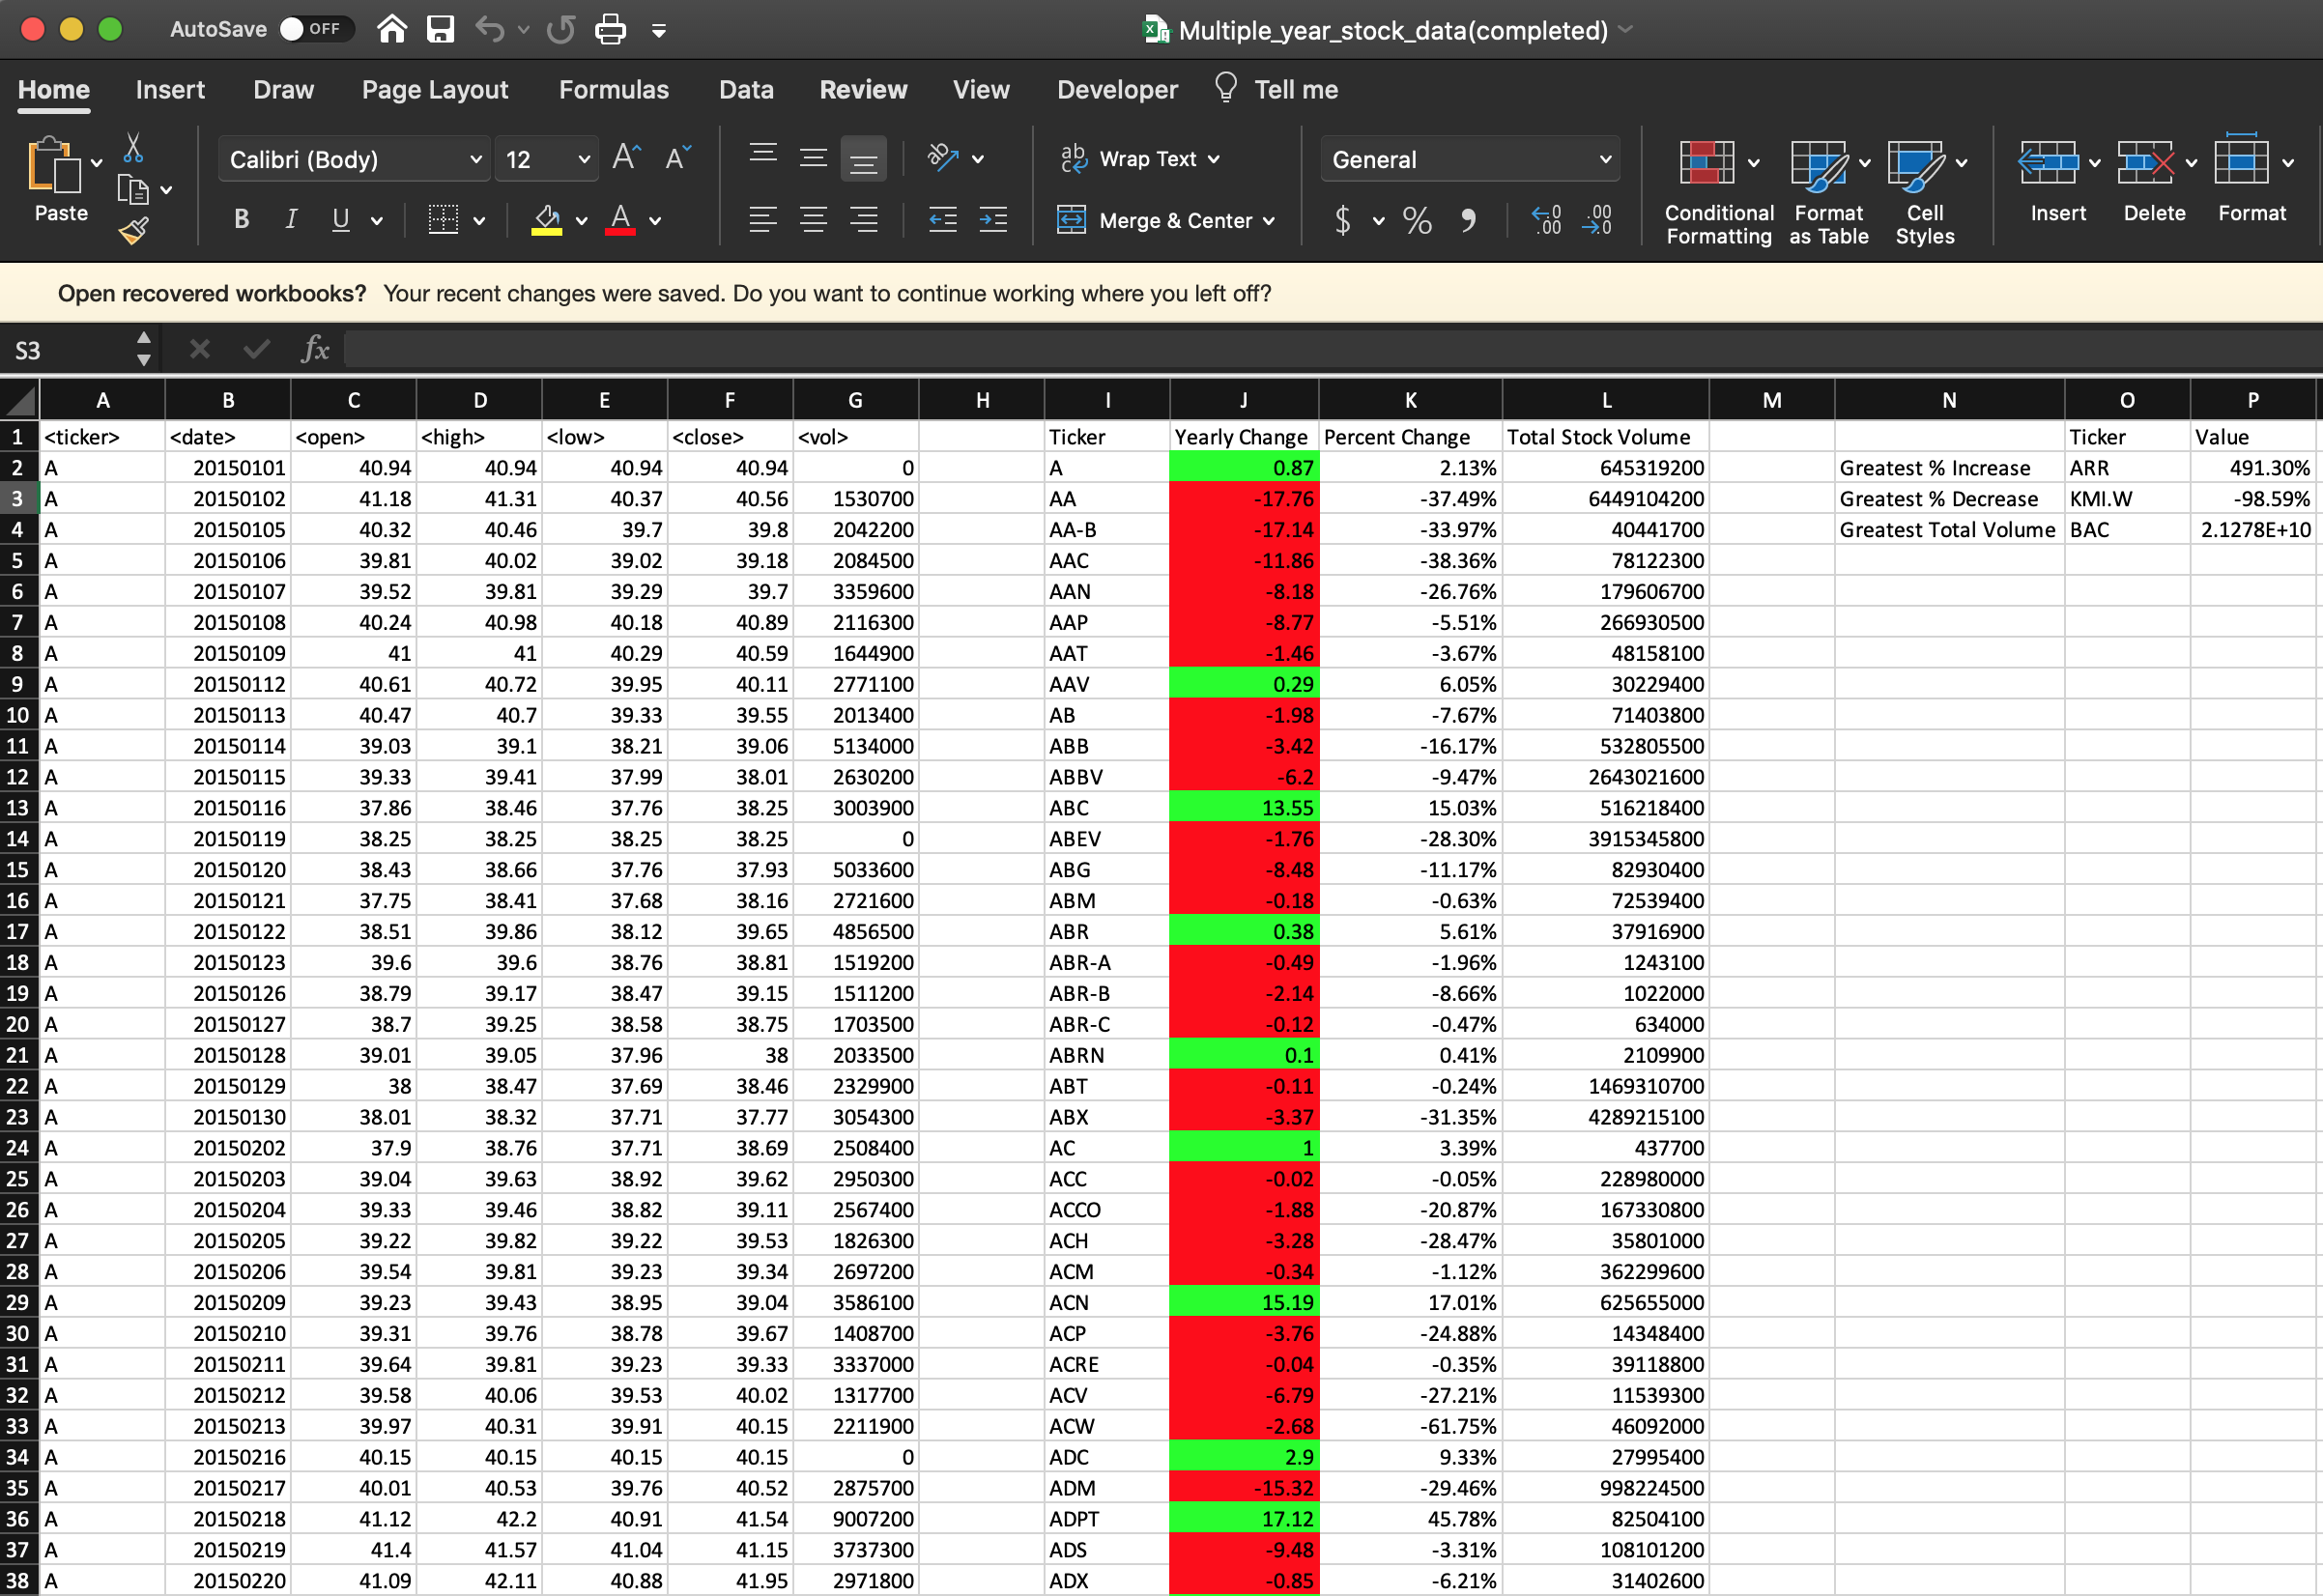 AutoSave OFF Multiple_year_stock_data(completed)
Home Insert Draw Page Layout Formulas Data Review View Developer Tell me
Paste Calibri (Body) 12 A A ab Wrap Text General Conditional Formatting Format as Table Cell Styles Insert Delete Format
B I U A Merge & Center $ % .00 .0
Open recovered workbooks? Your recent changes were saved. Do you want to continue working where you left off?
S3 fx
A B C D E F G H I J K L M N O P
1 <ticker> <date> <open> <high> <low> <close> <vol> Ticker Yearly Change Percent Change Total Stock Volume Ticker Value
2 A 20150101 40.94 40.94 40.94 40.94 0 A 0.87 2.13% 645319200 Greatest % Increase ARR 491.30%
3 A 20150102 41.18 41.31 40.37 40.56 1530700 AA -17.76 -37.49% 6449104200 Greatest % Decrease KMI.W -98.59%
4 A 20150105 40.32 40.46 39.7 39.8 2042200 AA-B -17.14 -33.97% 40441700 Greatest Total Volume BAC 2.1278E+10
5 A 20150106 39.81 40.02 39.02 39.18 2084500 AAC -11.86 -38.36% 78122300
6 A 20150107 39.52 39.81 39.29 39.7 3359600 AAN -8.18 -26.76% 179606700
7 A 20150108 40.24 40.98 40.18 40.89 2116300 AAP -8.77 -5.51% 266930500
8 A 20150109 41 41 40.29 40.59 1644900 AAT -1.46 -3.67% 48158100
9 A 20150112 40.61 40.72 39.95 40.11 2771100 AAV 0.29 6.05% 30229400
10 A 20150113 40.47 40.7 39.33 39.55 2013400 AB -1.98 -7.67% 71403800
11 A 20150114 39.03 39.1 38.21 39.06 5134000 ABB -3.42 -16.17% 532805500
12 A 20150115 39.33 39.41 37.99 38.01 2630200 ABBV -6.2 -9.47% 2643021600
13 A 20150116 37.86 38.46 37.76 38.25 3003900 ABC 13.55 15.03% 516218400
14 A 20150119 38.25 38.25 38.25 38.25 0 ABEV -1.76 -28.30% 3915345800
15 A 20150120 38.43 38.66 37.76 37.93 5033600 ABG -8.48 -11.17% 82930400
16 A 20150121 37.75 38.41 37.68 38.16 2721600 ABM -0.18 -0.63% 72539400
17 A 20150122 38.51 39.86 38.12 39.65 4856500 ABR 0.38 5.61% 37916900
18 A 20150123 39.6 39.6 38.76 38.81 1519200 ABR-A -0.49 -1.96% 1243100
19 A 20150126 38.79 39.17 38.47 39.15 1511200 ABR-B -2.14 -8.66% 1022000
20 A 20150127 38.7 39.25 38.58 38.75 1703500 ABR-C -0.12 -0.47% 634000
21 A 20150128 39.01 39.05 37.96 38 2033500 ABRN 0.1 0.41% 2109900
22 A 20150129 38 38.47 37.69 38.46 2329900 ABT -0.11 -0.24% 1469310700
23 A 20150130 38.01 38.32 37.71 37.77 3054300 ABX -3.37 -31.35% 4289215100
24 A 20150202 37.9 38.76 37.71 38.69 2508400 AC 1 3.39% 437700
25 A 20150203 39.04 39.63 38.92 39.62 2950300 ACC -0.02 -0.05% 228980000
26 A 20150204 39.33 39.46 38.82 39.11 2567400 ACCO -1.88 -20.87% 167330800
27 A 20150205 39.22 39.82 39.22 39.53 1826300 ACH -3.28 -28.47% 35801000
28 A 20150206 39.54 39.81 39.23 39.34 2697200 ACM -0.34 -1.12% 362299600
29 A 20150209 39.23 39.43 38.95 39.04 3586100 ACN 15.19 17.01% 625655000
30 A 20150210 39.31 39.76 38.78 39.67 1408700 ACP -3.76 -24.88% 14348400
31 A 20150211 39.64 39.81 39.23 39.33 3337000 ACRE -0.04 -0.35% 39118800
32 A 20150212 39.58 40.06 39.53 40.02 1317700 ACV -6.79 -27.21% 11539300
33 A 20150213 39.97 40.31 39.91 40.15 2211900 ACW -2.68 -61.75% 46092000
34 A 20150216 40.15 40.15 40.15 40.15 0 ADC 2.9 9.33% 27995400
35 A 20150217 40.01 40.53 39.76 40.52 2875700 ADM -15.32 -29.46% 998224500
36 A 20150218 41.12 42.2 40.91 41.54 9007200 ADPT 17.12 45.78% 82504100
37 A 20150219 41.4 41.57 41.04 41.15 3737300 ADS -9.48 -3.31% 108101200
38 A 20150220 41.09 42.11 40.88 41.95 2971800 ADX -0.85 -6.21% 31402600